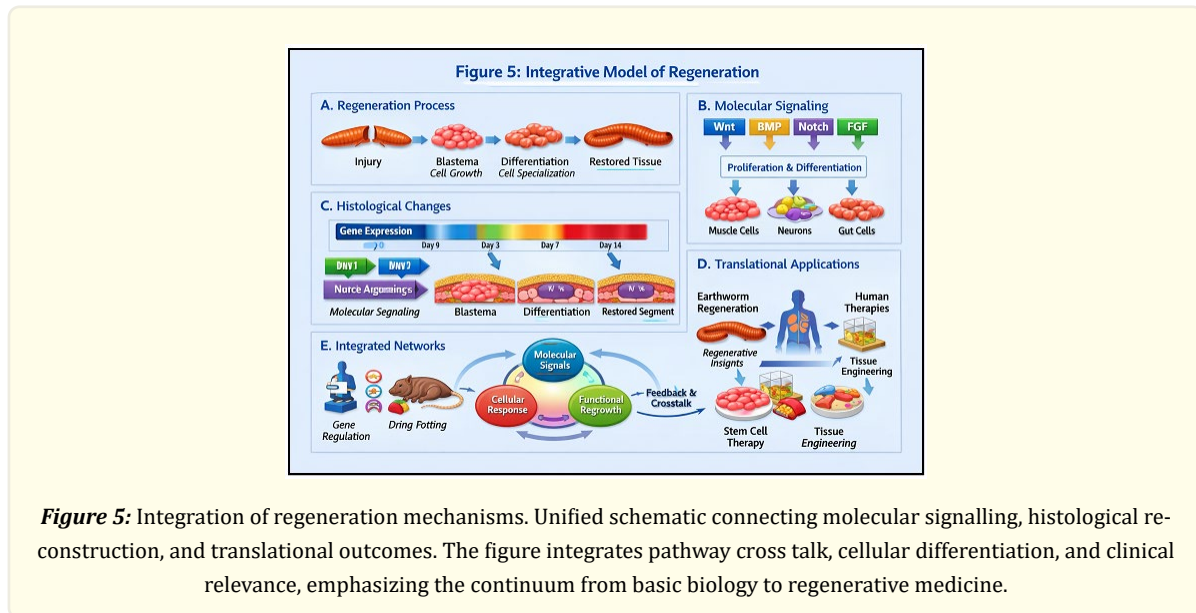 Figure 5: Integrative Model of Regeneration
A. Regeneration Process
Injury
Blastema
Cell Growth
Differentiation
Cell Specialization
Restored Tissue
B. Molecular Signaling
Wnt BMP Notch FGF
Proliferation & Differentiation
Muscle Cells Neurons Gut Cells
C. Histological Changes
Gene Expression
Day 9 Day 3 Day 7 Day 14
Molecular Segnaling
Blastema Differentiation Restored Segment
D. Translational Applications
Earthworm
Regeneration
Human
Therapies
Regenerative
Insights
Tissue
Engineering
Stem Cell
Therapy
Tissue
Engineering
E. Integrated Networks
Gene
Regulation
Dring Fotting
Molecular
Signals
Cellular
Response
Functional
Regrowth
Feedback &
Crosstalk
Figure 5: Integration of regeneration mechanisms. Unified schematic connecting molecular signalling, histological re-
construction, and translational outcomes. The figure integrates pathway cross talk, cellular differentiation, and clinical
relevance, emphasizing the continuum from basic biology to regenerative medicine.